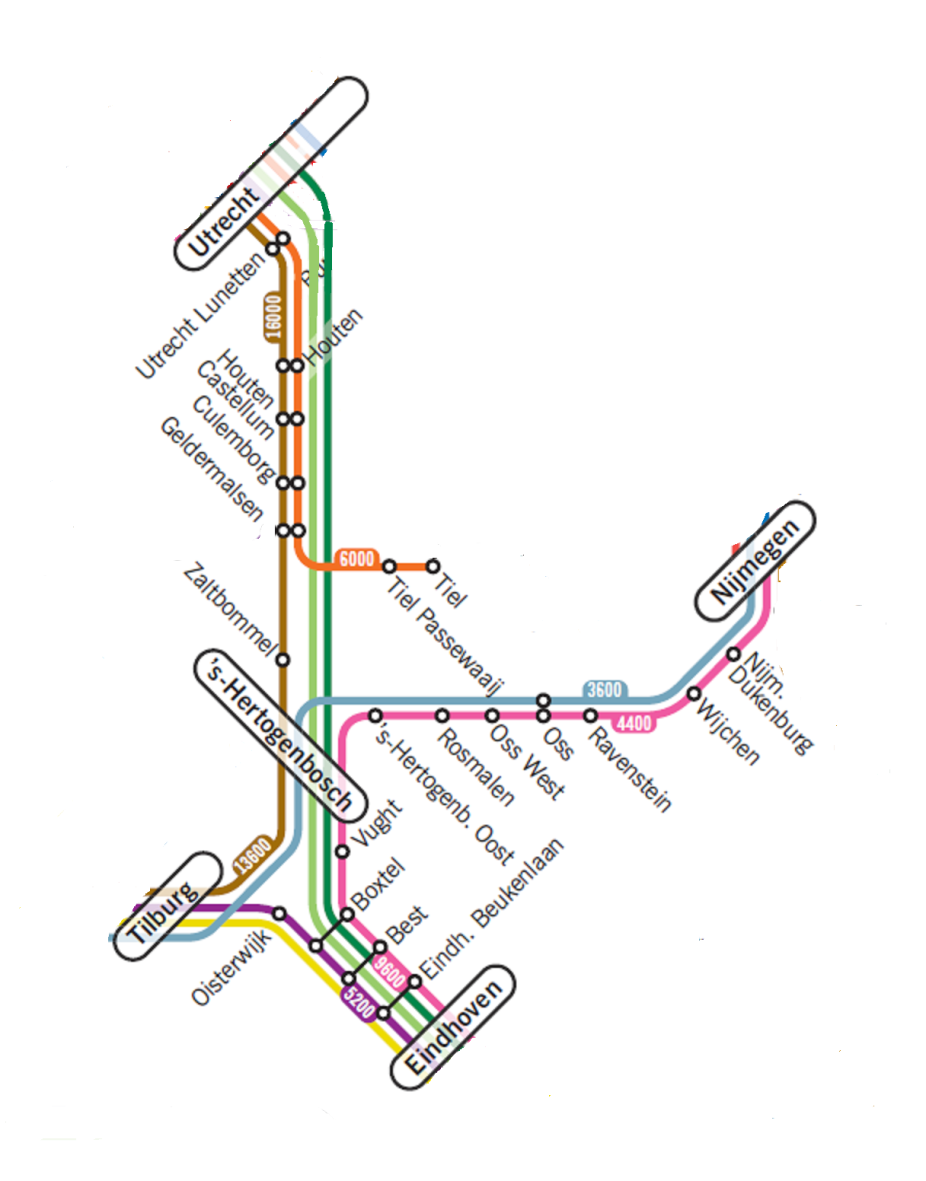 Utrecht
Utrecht Lunetten
16000
Houten
Houten
Castellum
Culemborg
Geldermalsen
6000
Tiel Passewaaij
Tiel
Zaltbommel
Nijmegen
's-Hertogenbosch
3600
4400
Nijm.
Dukenburg
Wijchen
Ravenstein
Oss
Oss West
Rosmalen
's-Hertogenb. Oost
Vught
13600
Boxtel
Tilburg
Best
Eindh. Beukenlaan
Oisterwijk
9600
5200
Eindhoven